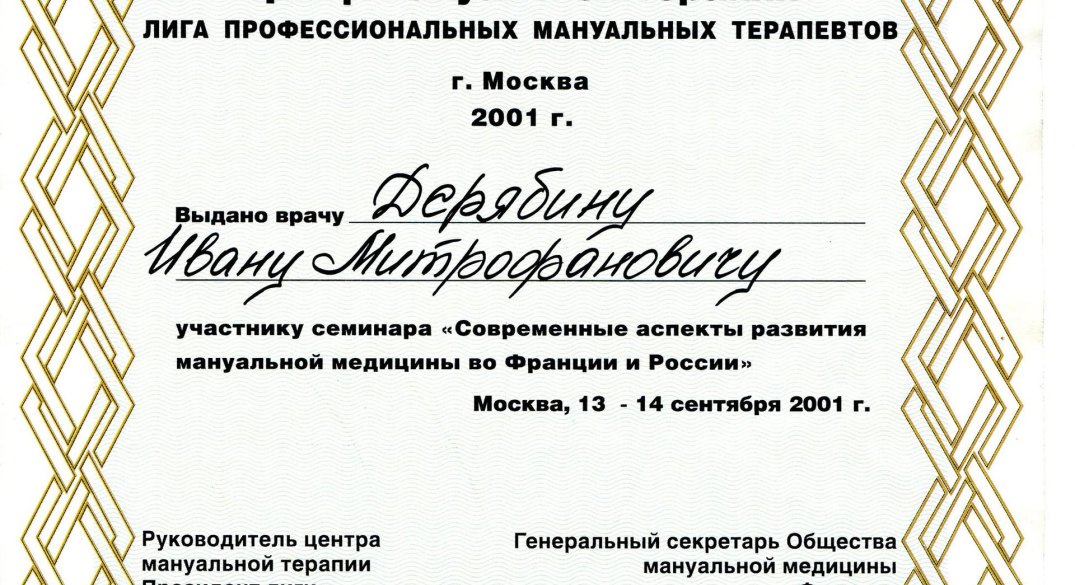 ЛИГА ПРОФЕССИОНАЛЬНЫХ МАНУАЛЬНЫХ ТЕРАПЕВТОВ
г. Москва
2001 г.
Выдано врачу Дерябину
Ивану Митрофановичу
участнику семинара «Современные аспекты развития
мануальной медицины во Франции и России»
Москва, 13 - 14 сентября 2001 г.
Руководитель центра
мануальной терапии
Генеральный секретарь Общества
мануальной медицины